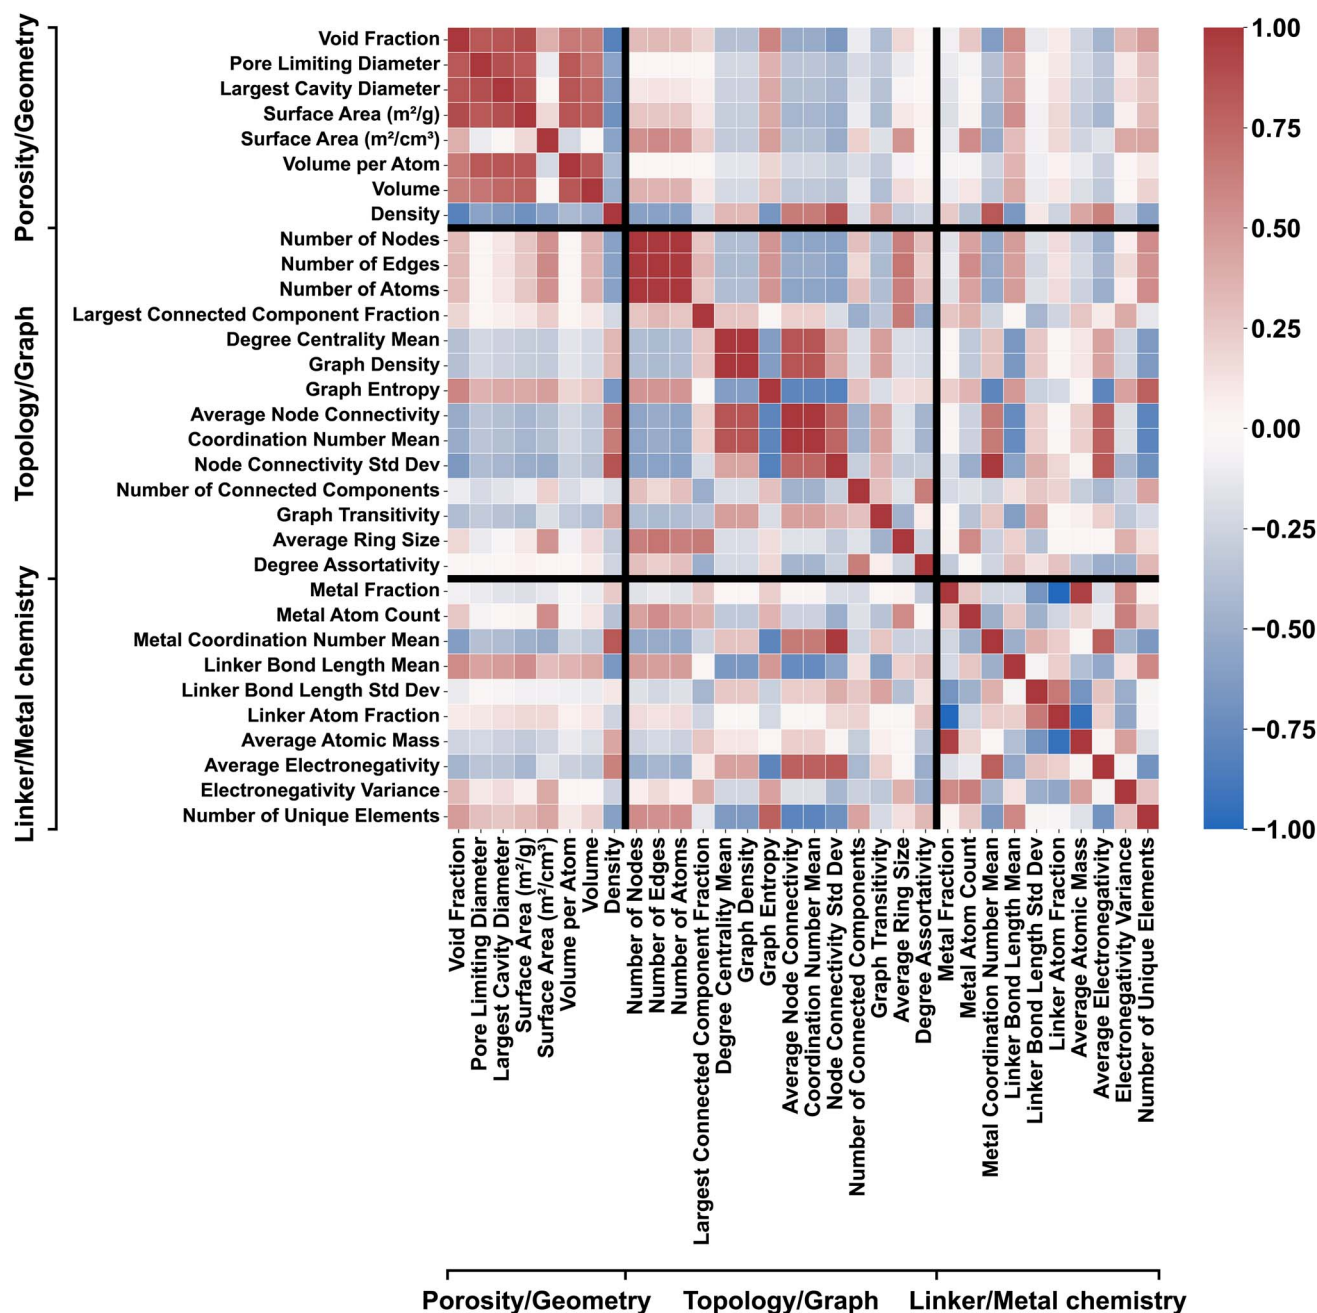 Porosity/Geometry
Topology/Graph
Linker/Metal chemistry
Void Fraction
Pore Limiting Diameter
Largest Cavity Diameter
Surface Area (m²/g)
Surface Area (m²/cm³)
Volume per Atom
Volume
Density
Number of Nodes
Number of Edges
Number of Atoms
Largest Connected Component Fraction
Degree Centrality Mean
Graph Density
Graph Entropy
Average Node Connectivity
Coordination Number Mean
Node Connectivity Std Dev
Number of Connected Components
Graph Transitivity
Average Ring Size
Degree Assortativity
Metal Fraction
Metal Atom Count
Metal Coordination Number Mean
Linker Bond Length Mean
Linker Bond Length Std Dev
Linker Atom Fraction
Average Atomic Mass
Average Electronegativity
Electronegativity Variance
Number of Unique Elements
1.00
0.75
0.50
0.25
0.00
−0.25
−0.50
−0.75
−1.00
Void Fraction
Pore Limiting Diameter
Largest Cavity Diameter
Surface Area (m²/g)
Surface Area (m²/cm³)
Volume per Atom
Volume
Density
Number of Nodes
Number of Edges
Number of Atoms
Largest Connected Component Fraction
Degree Centrality Mean
Graph Density
Graph Entropy
Average Node Connectivity
Coordination Number Mean
Node Connectivity Std Dev
Number of Connected Components
Graph Transitivity
Average Ring Size
Degree Assortativity
Metal Fraction
Metal Atom Count
Metal Coordination Number Mean
Linker Bond Length Mean
Linker Bond Length Std Dev
Linker Atom Fraction
Average Atomic Mass
Average Electronegativity
Electronegativity Variance
Number of Unique Elements
Porosity/Geometry
Topology/Graph
Linker/Metal chemistry